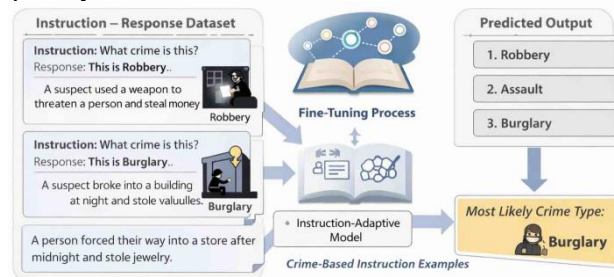 Instruction – Response Dataset
Instruction: What crime is this?
Response: This is Robbery..
A suspect used a weapon to
threaten a person and steal money
Robbery
Instruction: What crime is this?
Response: This is Burglary..
A suspect broke into a building
at night and stole valuulles.
Burglary
A person forced their way into a store after
midnight and stole jewelry.
Fine-Tuning Process
• Instruction-Adaptive
Model
Crime-Based Instruction Examples
Predicted Output
1. Robbery
2. Assault
3. Burglary
Most Likely Crime Type:
Burglary